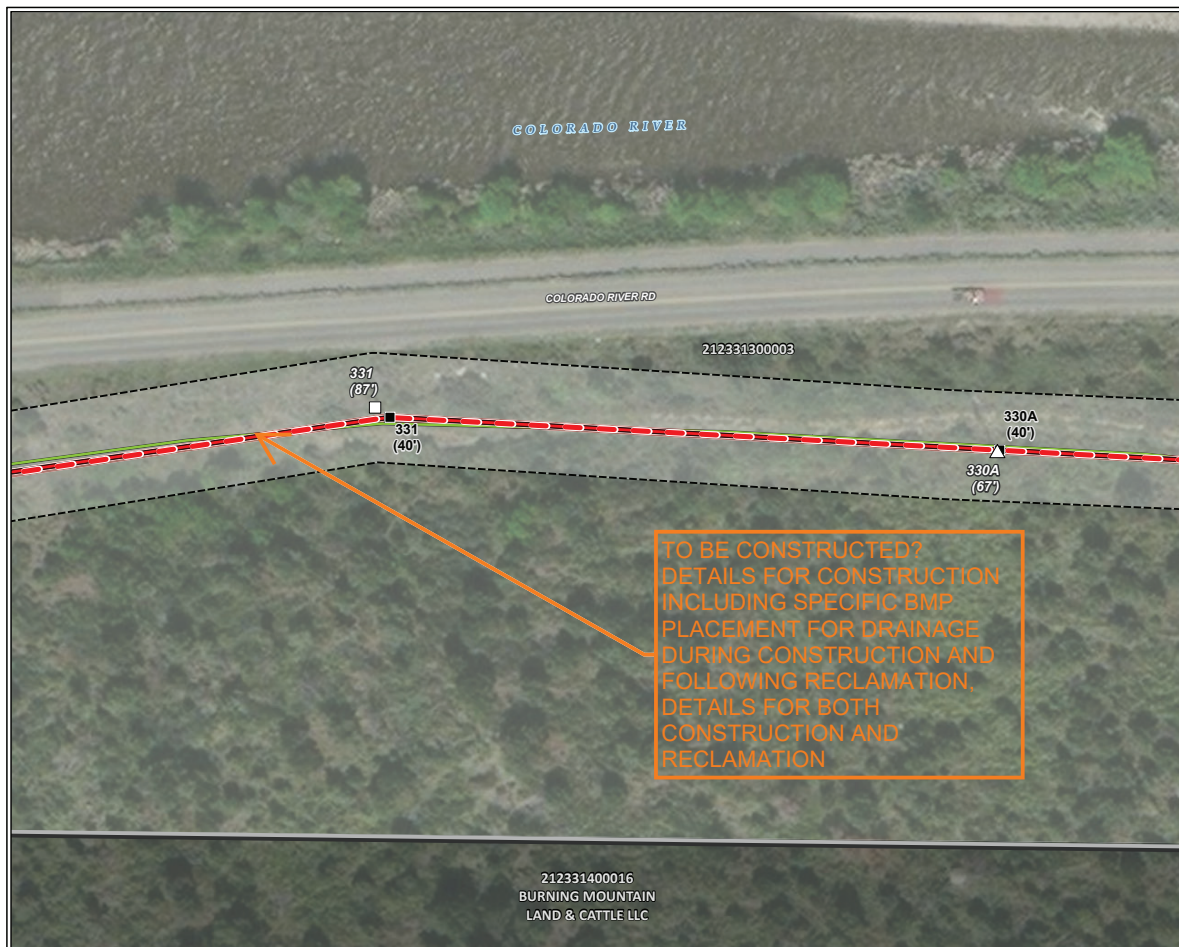 COLORADO RIVER
COLORADO RIVER RD
212331300003
331
(87')
331
(40')
330A
(40')
330A
(67')
TO BE CONSTRUCTED?
DETAILS FOR CONSTRUCTION
INCLUDING SPECIFIC BMP
PLACEMENT FOR DRAINAGE
DURING CONSTRUCTION AND
FOLLOWING RECLAMATION,
DETAILS FOR BOTH
CONSTRUCTION AND
RECLAMATION
212331400016
BURNING MOUNTAIN
LAND & CATTLE LLC